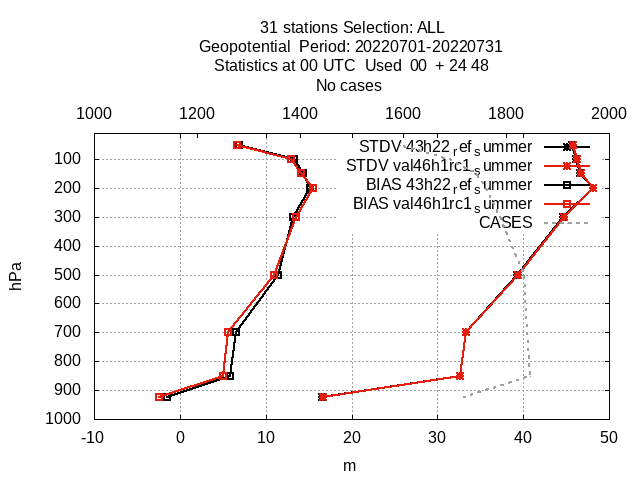 31 stations Selection: ALL
Geopotential Period: 20220701-20220731
Statistics at 00 UTC Used 00 + 24 48
No cases
1000 1200 1400 1600 1800 2000
STDV 43h22_ref_summer
STDV val46h1rc1_summer
BIAS 43h22_ref_summer
BIAS val46h1rc1_summer
CASES
100
200
300
400
500
600
700
800
900
1000
hPa
-10 0 10 20 30 40 50
m